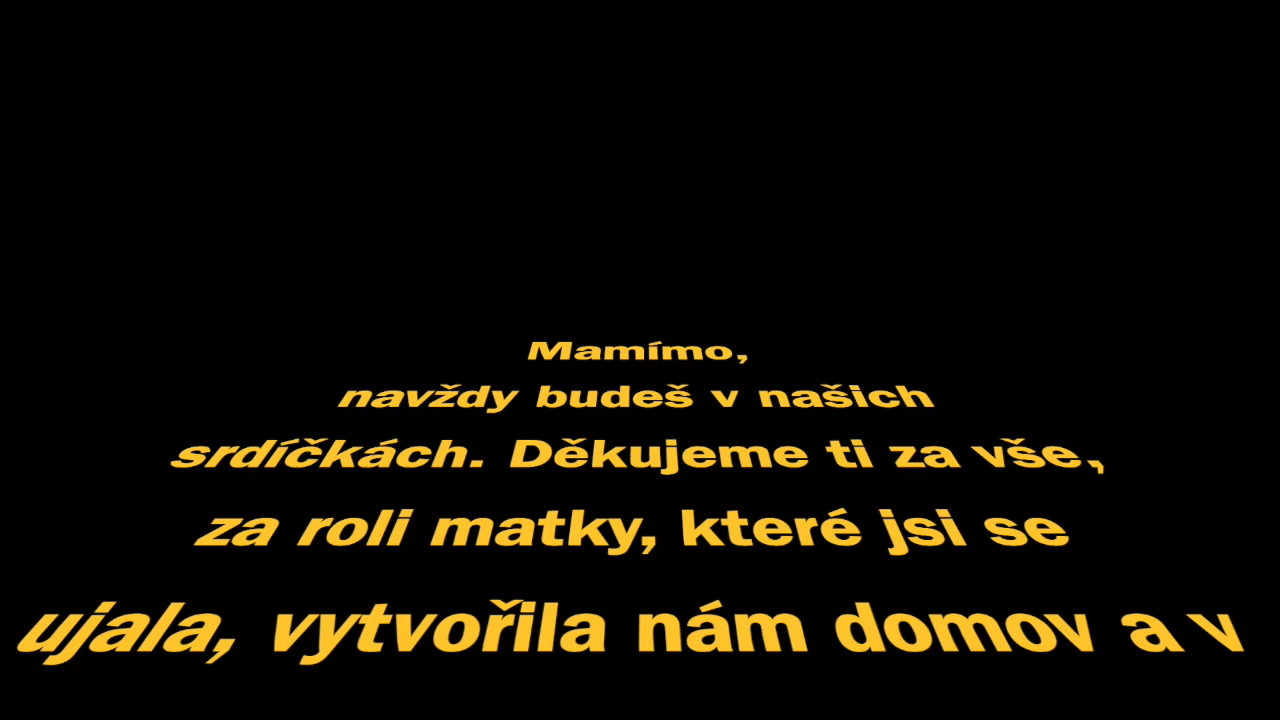 Mamímo,
navždy budeš v našich
srdíčkách. Děkujeme ti za vše,
za roli matky, které jsi se
ujala, vytvořila nám domov a v